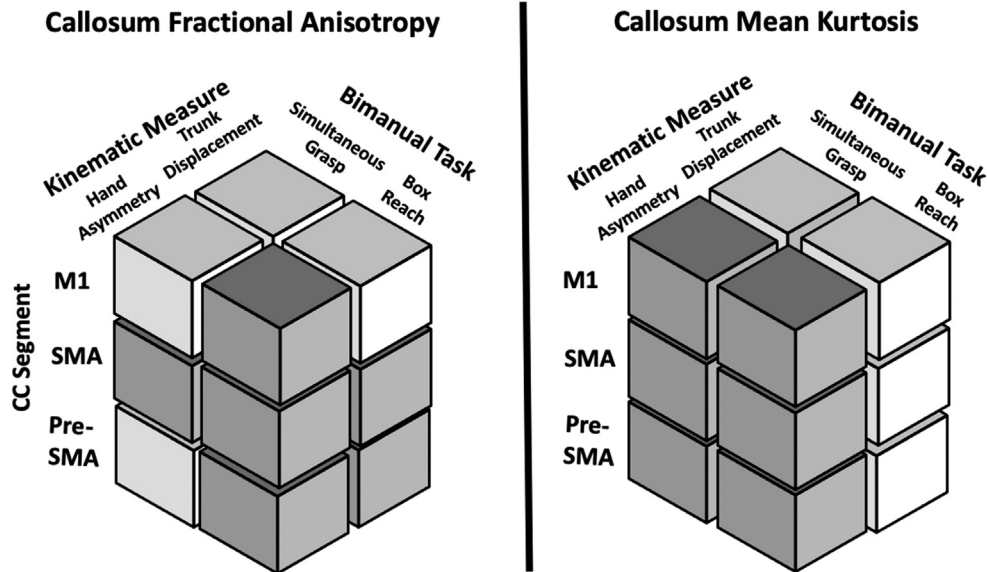 Callosum Fractional Anisotropy
Kinematic Measure
Hand
Asymmetry
Trunk
Displacement
Bimanual Task
Simultaneous
Grasp
Box
Reach
CC Segment
M1
SMA
Pre-
SMA
Callosum Mean Kurtosis
Kinematic Measure
Hand
Asymmetry
Trunk
Displacement
Bimanual Task
Simultaneous
Grasp
Box
Reach
M1
SMA
Pre-
SMA